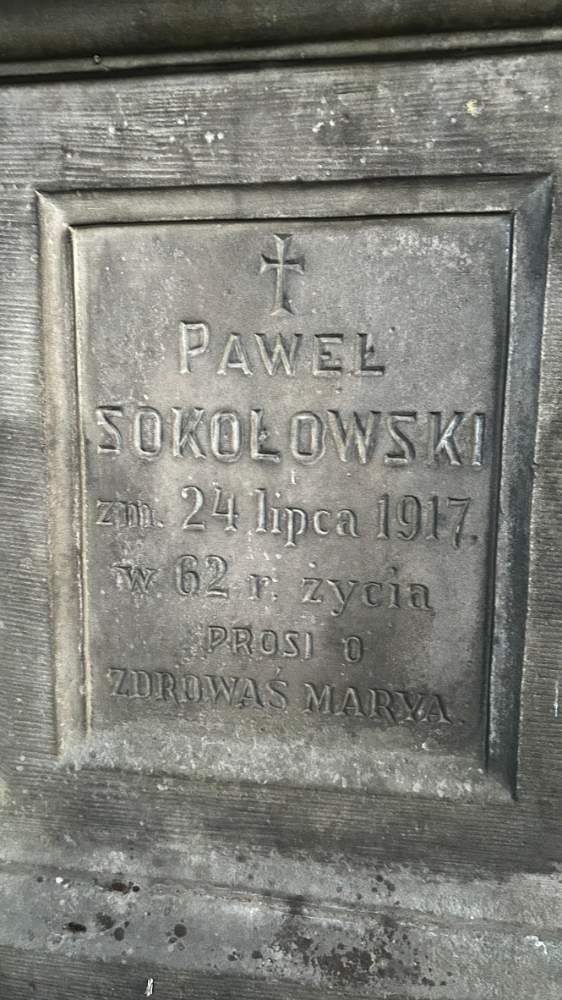 PAWEŁ
SOKOŁOWSKI
zm. 24 lipca 1917.
w 62 r. życia
PROSI O
ZDROWAŚ MARYA.